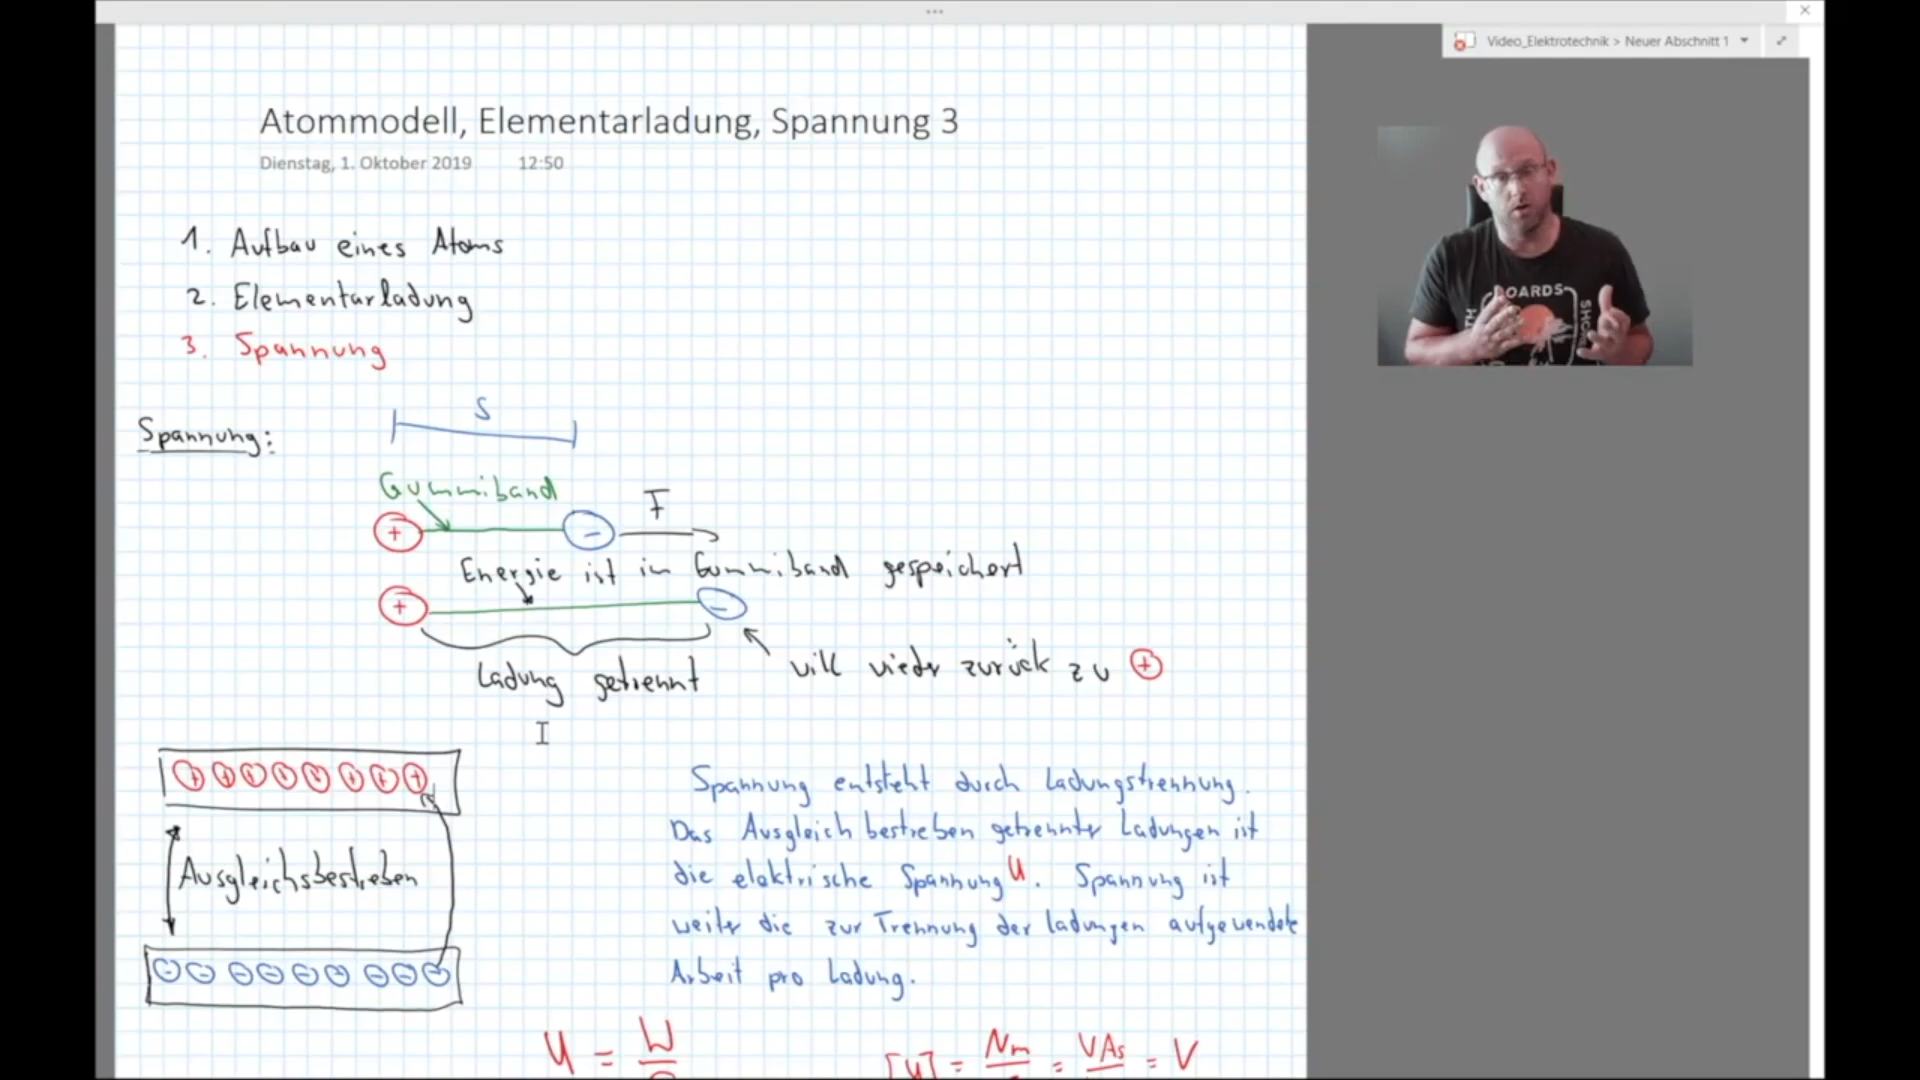 Video_Elektrotechnik > Neuer Abschnitt 1
Atommodell, Elementarladung, Spannung 3
Dienstag, 1. Oktober 2019 12:50
1. Aufbau eines Atoms
2. Elementarladung
3. Spannung
S
Spannung:
Gummiband
F
+ −
Energie ist im Gummiband gespeichert
+ −
Ladung getrennt
will wieder zurück zu +
+ + + + + + + +
Ausgleichsbestreben
− − − − − − − − −
Spannung entsteht durch Ladungstrennung.
Das Ausgleichbestreben getrennter Ladungen ist
die elektrische Spannung U. Spannung ist
weiter die zur Trennung der Ladungen aufgewendete
Arbeit pro Ladung.
U = W
[U] = Nm = VAs = V
OARDS